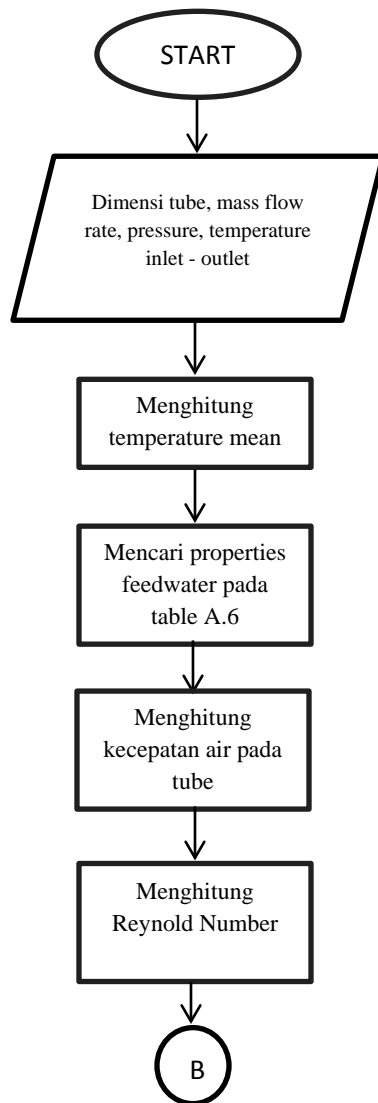 START
Dimensi tube, mass flow
rate, pressure, temperature
inlet - outlet
Menghitung
temperature mean
Mencari properties
feedwater pada
table A.6
Menghitung
kecepatan air pada
tube
Menghitung
Reynold Number
B